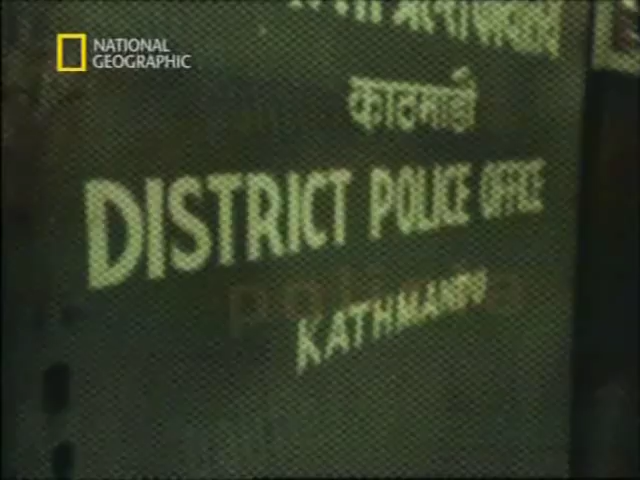 NATIONAL
GEOGRAPHIC
काठमाडौं
DISTRICT POLICE OFFICE
KATHMANDU